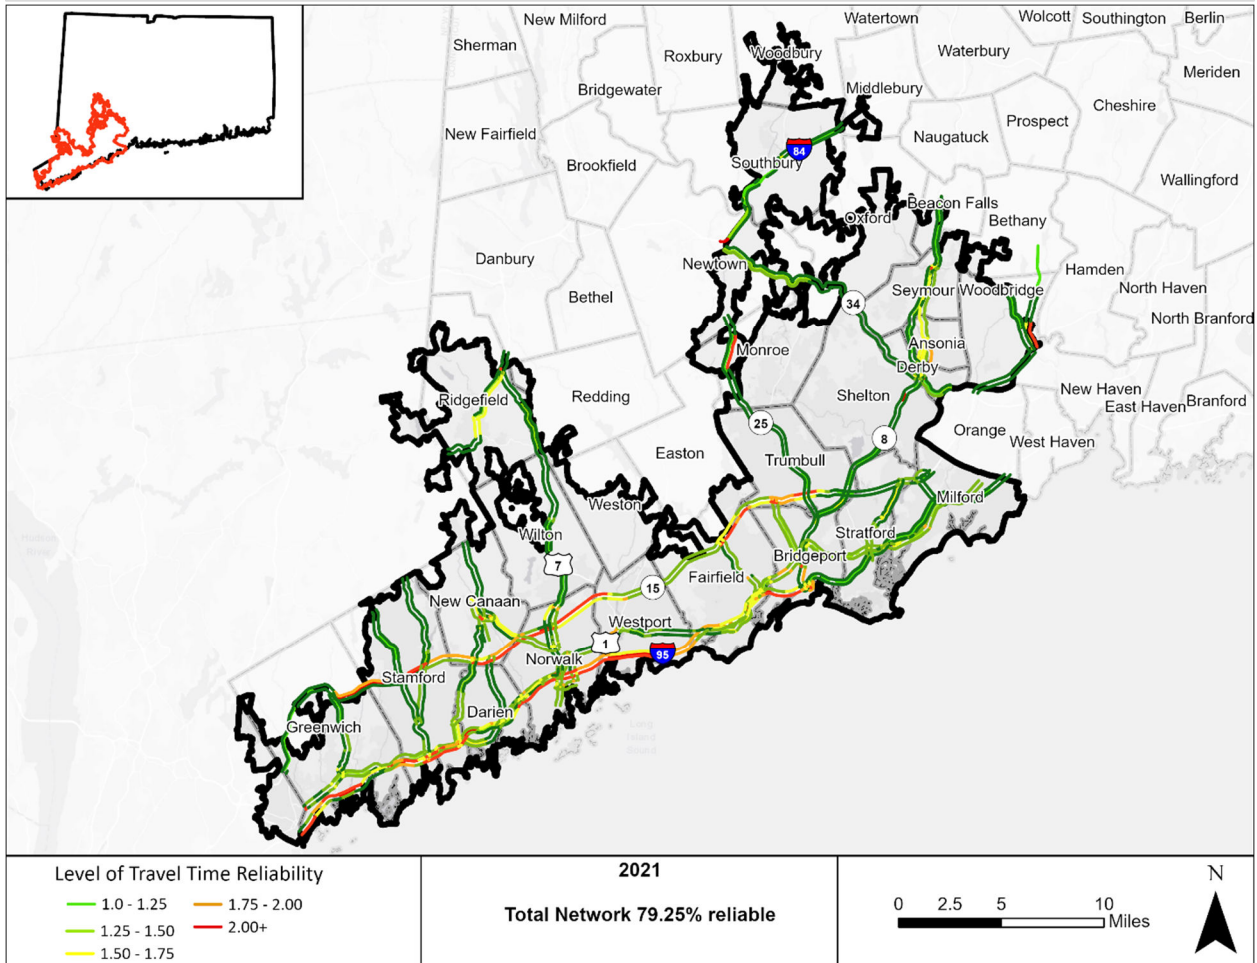 New Milford
Watertown
Wolcott
Southington
Berlin
Sherman
Roxbury
Woodbury
Waterbury
Meriden
Bridgewater
Middlebury
Cheshire
New Fairfield
Prospect
Naugatuck
84
Southbury
Brookfield
Wallingford
Beacon Falls
Oxford
Bethany
Danbury
Newtown
Hamden
Bethel
34
Seymour
Woodbridge
North Haven
North Branford
Monroe
Ansonia
Derby
Ridgefield
Redding
Shelton
New Haven
East Haven
Branford
25
8
Orange
West Haven
Easton
Trumbull
Weston
Milford
Wilton
Stratford
Bridgeport
7
Fairfield
15
New Canaan
Westport
1
95
Norwalk
Stamford
Darien
Greenwich
Long
Island
Sound
Level of Travel Time Reliability
1.0 - 1.25
1.25 - 1.50
1.50 - 1.75
1.75 - 2.00
2.00+
2021
Total Network 79.25% reliable
0 2.5 5 10
Miles
N